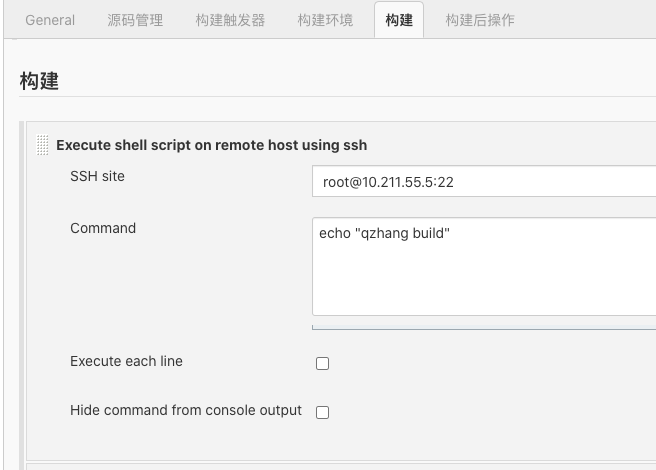 General 源码管理 构建触发器 构建环境 构建 构建后操作
构建
Execute shell script on remote host using ssh
SSH site root@10.211.55.5:22
Command echo "qzhang build"
Execute each line
Hide command from console output